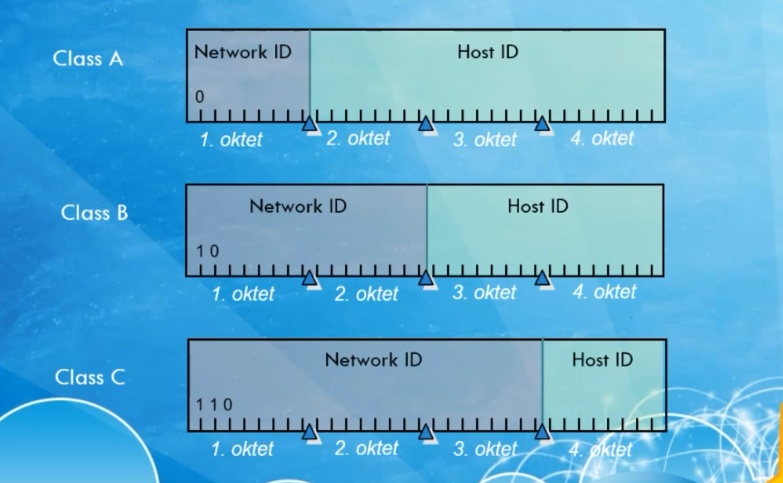 Class A
Network ID
Host ID
0
1. oktet 2. oktet 3. oktet 4. oktet
Class B
Network ID
Host ID
1 0
1. oktet 2. oktet 3. oktet 4. oktet
Class C
Network ID
Host ID
1 1 0
1. oktet 2. oktet 3. oktet 4. oktet